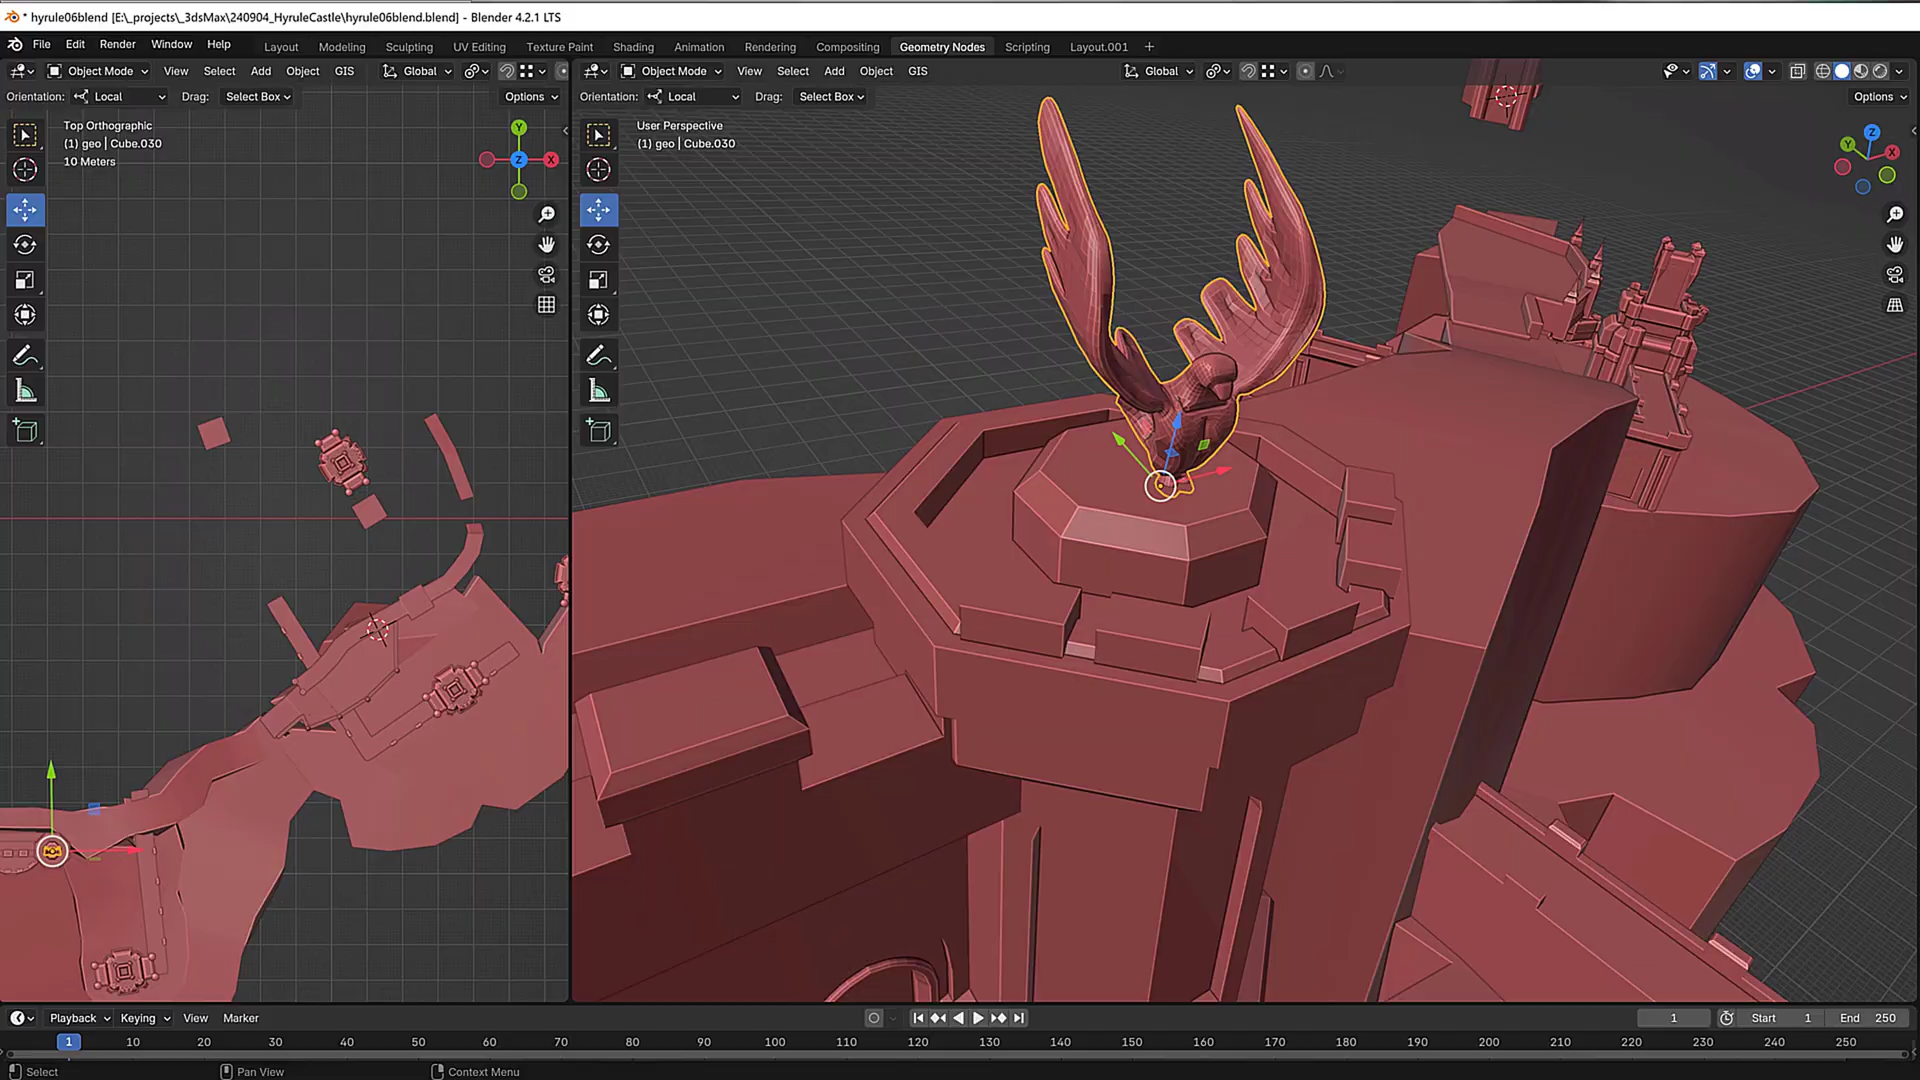 * hyrule06blend [E:\_projects\_3dsMax\240904_HyruleCastle\hyrule06blend.blend] - Blender 4.2.1 LTS
File Edit Render Window Help Layout Modeling Sculpting UV Editing Texture Paint Shading Animation Rendering Compositing Geometry Nodes Scripting Layout.001 +
Object Mode View Select Add Object GIS Global
Object Mode View Select Add Object GIS Global
Orientation: Local Drag: Select Box Options
Orientation: Local Drag: Select Box Options
Top Orthographic
(1) geo | Cube.030
10 Meters
Y
Z
X
User Perspective
(1) geo | Cube.030
Z
Y
X
Playback Keying View Marker 1 Start 1 End 250
1 10 20 30 40 50 60 70 80 90 100 110 120 130 140 150 160 170 180 190 200 210 220 230 240 250
Select Pan View Context Menu